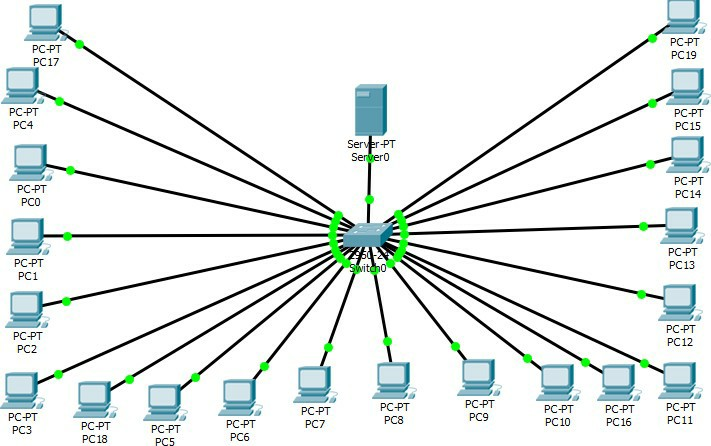 PC-PT
PC17
PC-PT
PC19
PC-PT
PC4
Server-PT
Server0
PC-PT
PC15
PC-PT
PC0
PC-PT
PC14
PC-PT
PC1
2960-24
Switch0
PC-PT
PC13
PC-PT
PC2
PC-PT
PC12
PC-PT
PC3
PC-PT
PC18
PC-PT
PC5
PC-PT
PC6
PC-PT
PC7
PC-PT
PC8
PC-PT
PC9
PC-PT
PC10
PC-PT
PC16
PC-PT
PC11